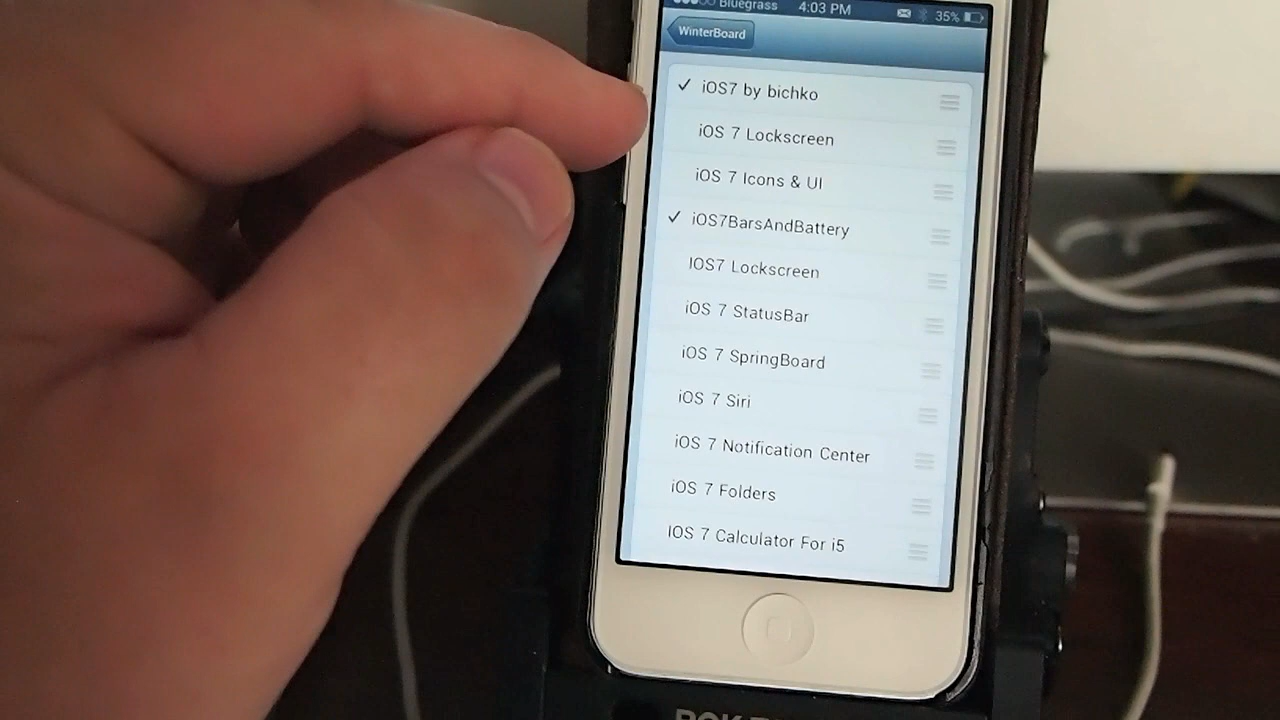 Bluegrass 4:03 PM 35%
WinterBoard
✓ iOS7 by bichko
iOS 7 Lockscreen
iOS 7 Icons & UI
✓ iOS7BarsAndBattery
IOS7 Lockscreen
iOS 7 StatusBar
iOS 7 SpringBoard
iOS 7 Siri
iOS 7 Notification Center
iOS 7 Folders
IOS 7 Calculator For i5